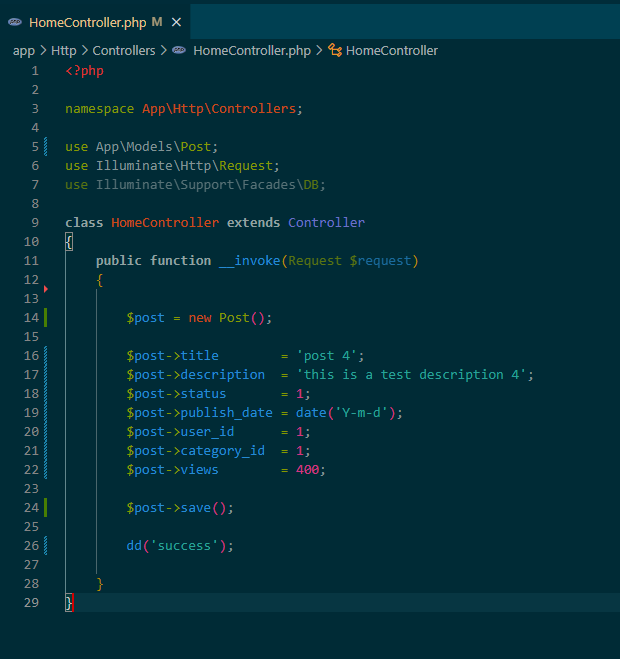 HomeController.php M ×
app > Http > Controllers > HomeController.php > HomeController
1 <?php
2
3 namespace App\Http\Controllers;
4
5 use App\Models\Post;
6 use Illuminate\Http\Request;
7 use Illuminate\Support\Facades\DB;
8
9 class HomeController extends Controller
10 {
11     public function __invoke(Request $request)
12     {
13
14         $post = new Post();
15
16         $post->title        = 'post 4';
17         $post->description  = 'this is a test description 4';
18         $post->status       = 1;
19         $post->publish_date = date('Y-m-d');
20         $post->user_id      = 1;
21         $post->category_id  = 1;
22         $post->views        = 400;
23
24         $post->save();
25
26         dd('success');
27
28     }
29 }